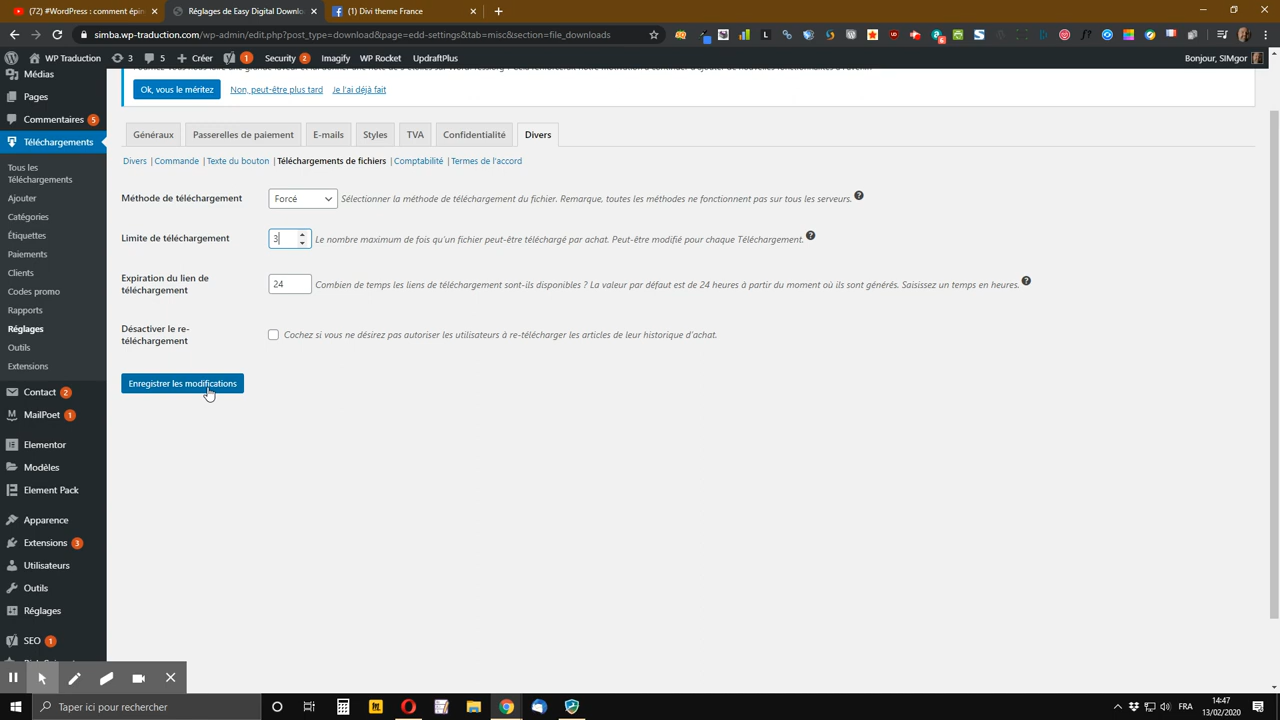 (72) #WordPress comment épin
Réglages de Easy Digital Downlo
(1) Divi theme France
simba.wptraduction.com/wp-admin/edit.php?post_type=download&page=edd-settings&tab=misc&section=file_downloads
WP Traduction
3
5
Créer
1
Security 2
Imagify
WP Rocket
UpdraftPlus
Bonjour, SIMgor
Médias
Pages
Commentaires 5
Téléchargements
Tous les
Téléchargements
Ajouter
Catégories
Étiquettes
Paiements
Clients
Codes promo
Rapports
Réglages
Outils
Extensions
Contact 2
MailPoet 1
Elementor
Modèles
Element Pack
Apparence
Extensions 3
Utilisateurs
Outils
Réglages
SEO 1
Ok, vous le méritez
Non, peut-être plus tard
Je l'ai déjà fait
Généraux
Passerelles de paiement
E-mails
Styles
TVA
Confidentialité
Divers
Divers | Commande | Texte du bouton | Téléchargements de fichiers | Comptabilité | Termes de l'accord
Méthode de téléchargement
Forcé
Sélectionner la méthode de téléchargement du fichier. Remarque, toutes les méthodes ne fonctionnent pas sur tous les serveurs.
Limite de téléchargement
3
Le nombre maximum de fois qu'un fichier peut-être téléchargé par achat. Peut-être modifié pour chaque Téléchargement.
Expiration du lien de
téléchargement
24
Combien de temps les liens de téléchargement sont-ils disponibles ? La valeur par défaut est de 24 heures à partir du moment où ils sont générés. Saisissez un temps en heures.
Désactiver le re-
téléchargement
Cochez si vous ne désirez pas autoriser les utilisateurs à re-télécharger les articles de leur historique d'achat.
Enregistrer les modifications
Taper ici pour rechercher
FRA
14:47
13/02/2020